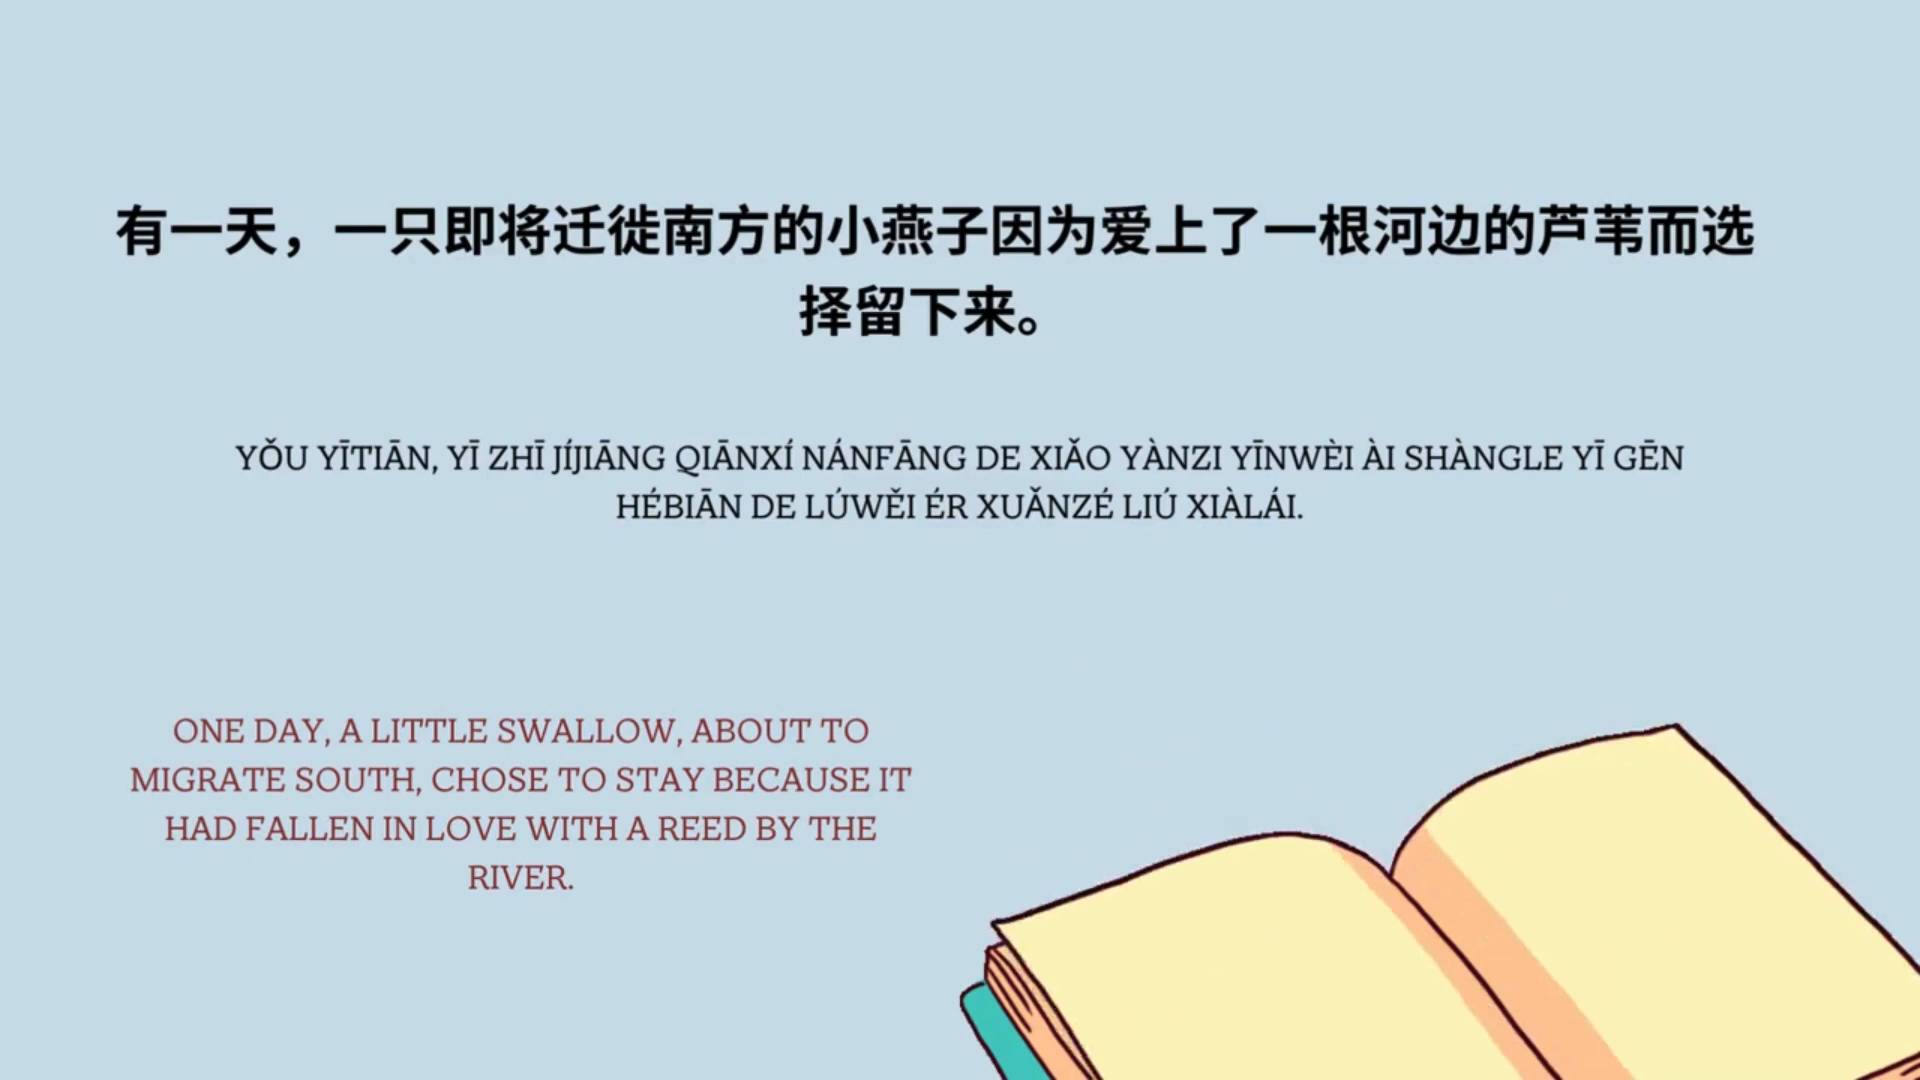 有一天，一只即将迁徙南方的小燕子因为爱上了一根河边的芦苇而选
择留下来。
YǑU YĪTIĀN, YĪ ZHĪ JÍJIĀNG QIĀNXÍ NÁNFĀNG DE XIǍO YÀNZI YĪNWÈI ÀI SHÀNGLE YĪ GĒN
HÉBIĀN DE LÚWĚI ÉR XUǍNZÉ LIÚ XIÀLÁI.
ONE DAY, A LITTLE SWALLOW, ABOUT TO
MIGRATE SOUTH, CHOSE TO STAY BECAUSE IT
HAD FALLEN IN LOVE WITH A REED BY THE
RIVER.